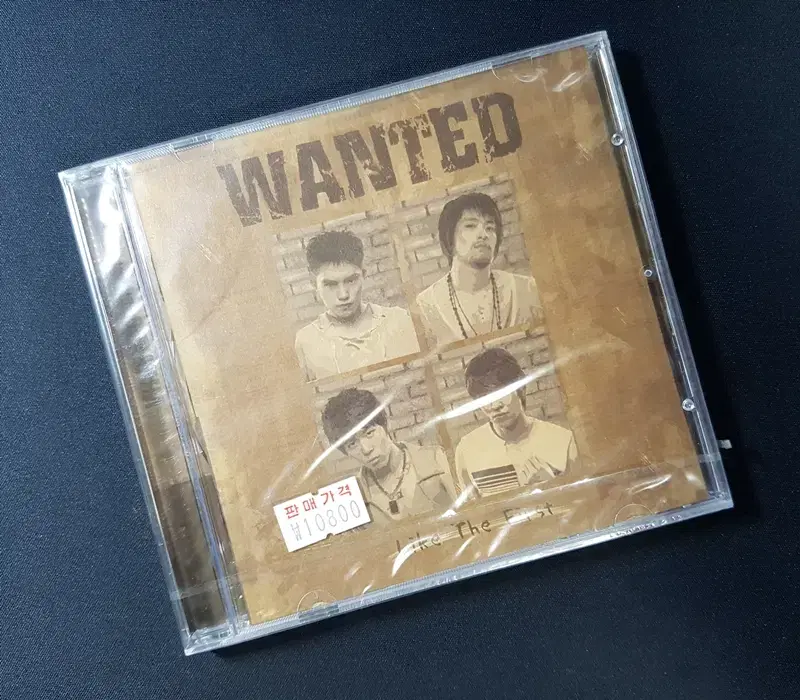 WANTED
판매가격
₩10800
Like The First